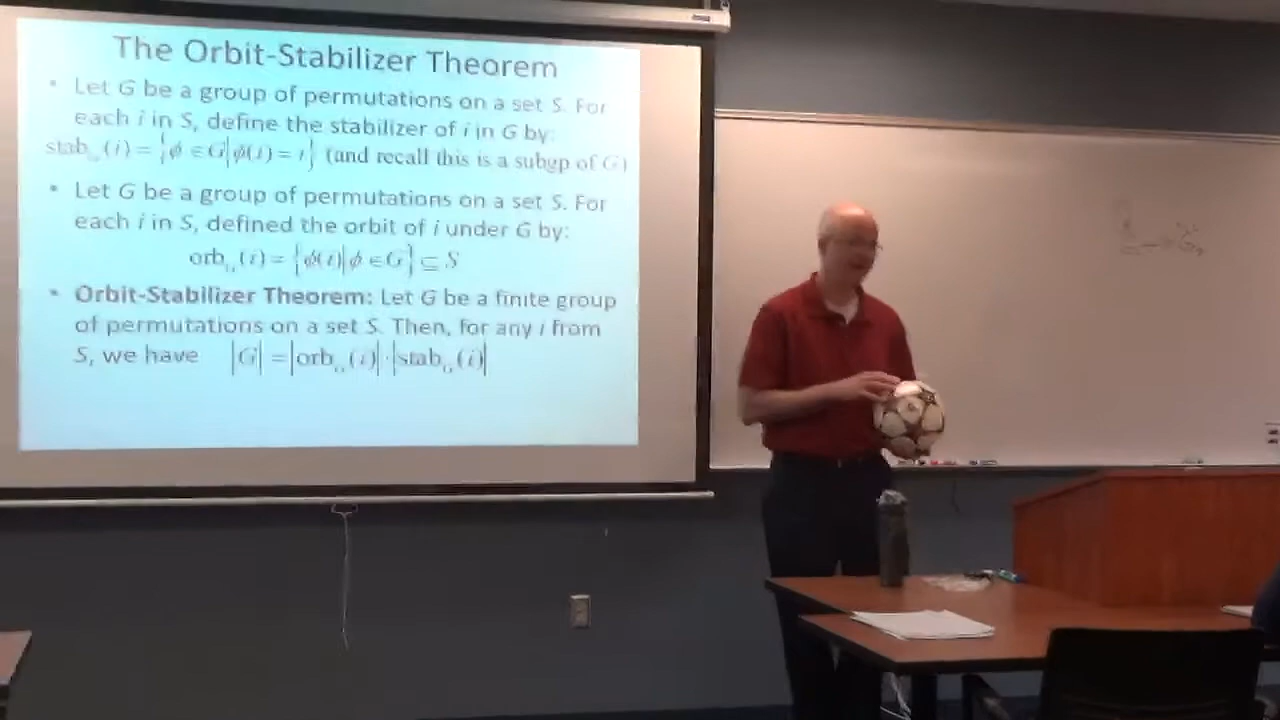 The Orbit-Stabilizer Theorem
• Let G be a group of permutations on a set S. For
each i in S, define the stabilizer of i in G by:
stab_G(i) = {ϕ ∈ G|ϕ(i) = i} (and recall this is a subgp of G)
• Let G be a group of permutations on a set S. For
each i in S, defined the orbit of i under G by:
orb_G(i) = {ϕ(i)|ϕ ∈ G} ⊆ S
• Orbit-Stabilizer Theorem: Let G be a finite group
of permutations on a set S. Then, for any i from
S, we have |G| = |orb_G(i)| · |stab_G(i)|